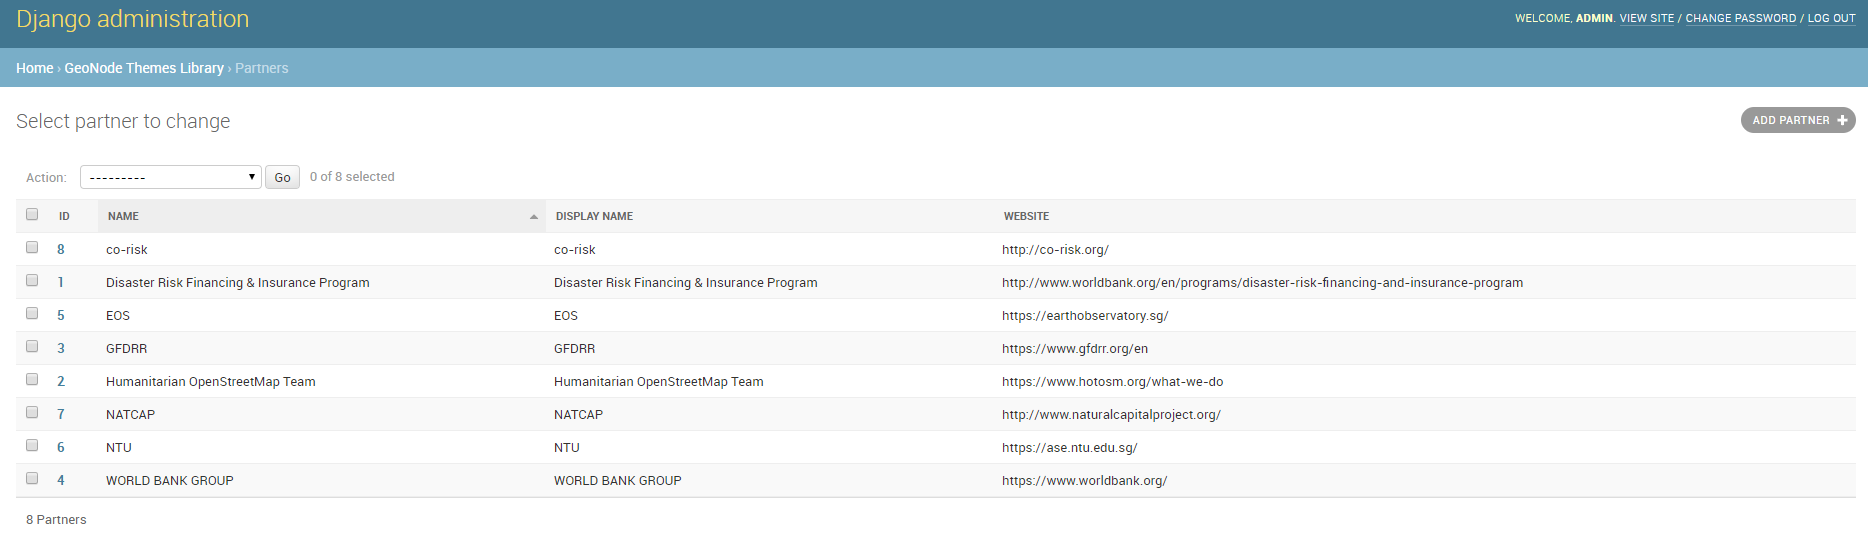 Django administration
WELCOME, ADMIN. VIEW SITE / CHANGE PASSWORD / LOG OUT
Home › GeoNode Themes Library › Partners
Select partner to change
ADD PARTNER +
Action: --------- Go 0 of 8 selected
ID NAME DISPLAY NAME WEBSITE
8 co-risk co-risk http://co-risk.org/
1 Disaster Risk Financing & Insurance Program Disaster Risk Financing & Insurance Program http://www.worldbank.org/en/programs/disaster-risk-financing-and-insurance-program
5 EOS EOS https://earthobservatory.sg/
3 GFDRR GFDRR https://www.gfdrr.org/en
2 Humanitarian OpenStreetMap Team Humanitarian OpenStreetMap Team https://www.hotosm.org/what-we-do
7 NATCAP NATCAP http://www.naturalcapitalproject.org/
6 NTU NTU https://ase.ntu.edu.sg/
4 WORLD BANK GROUP WORLD BANK GROUP https://www.worldbank.org/
8 Partners